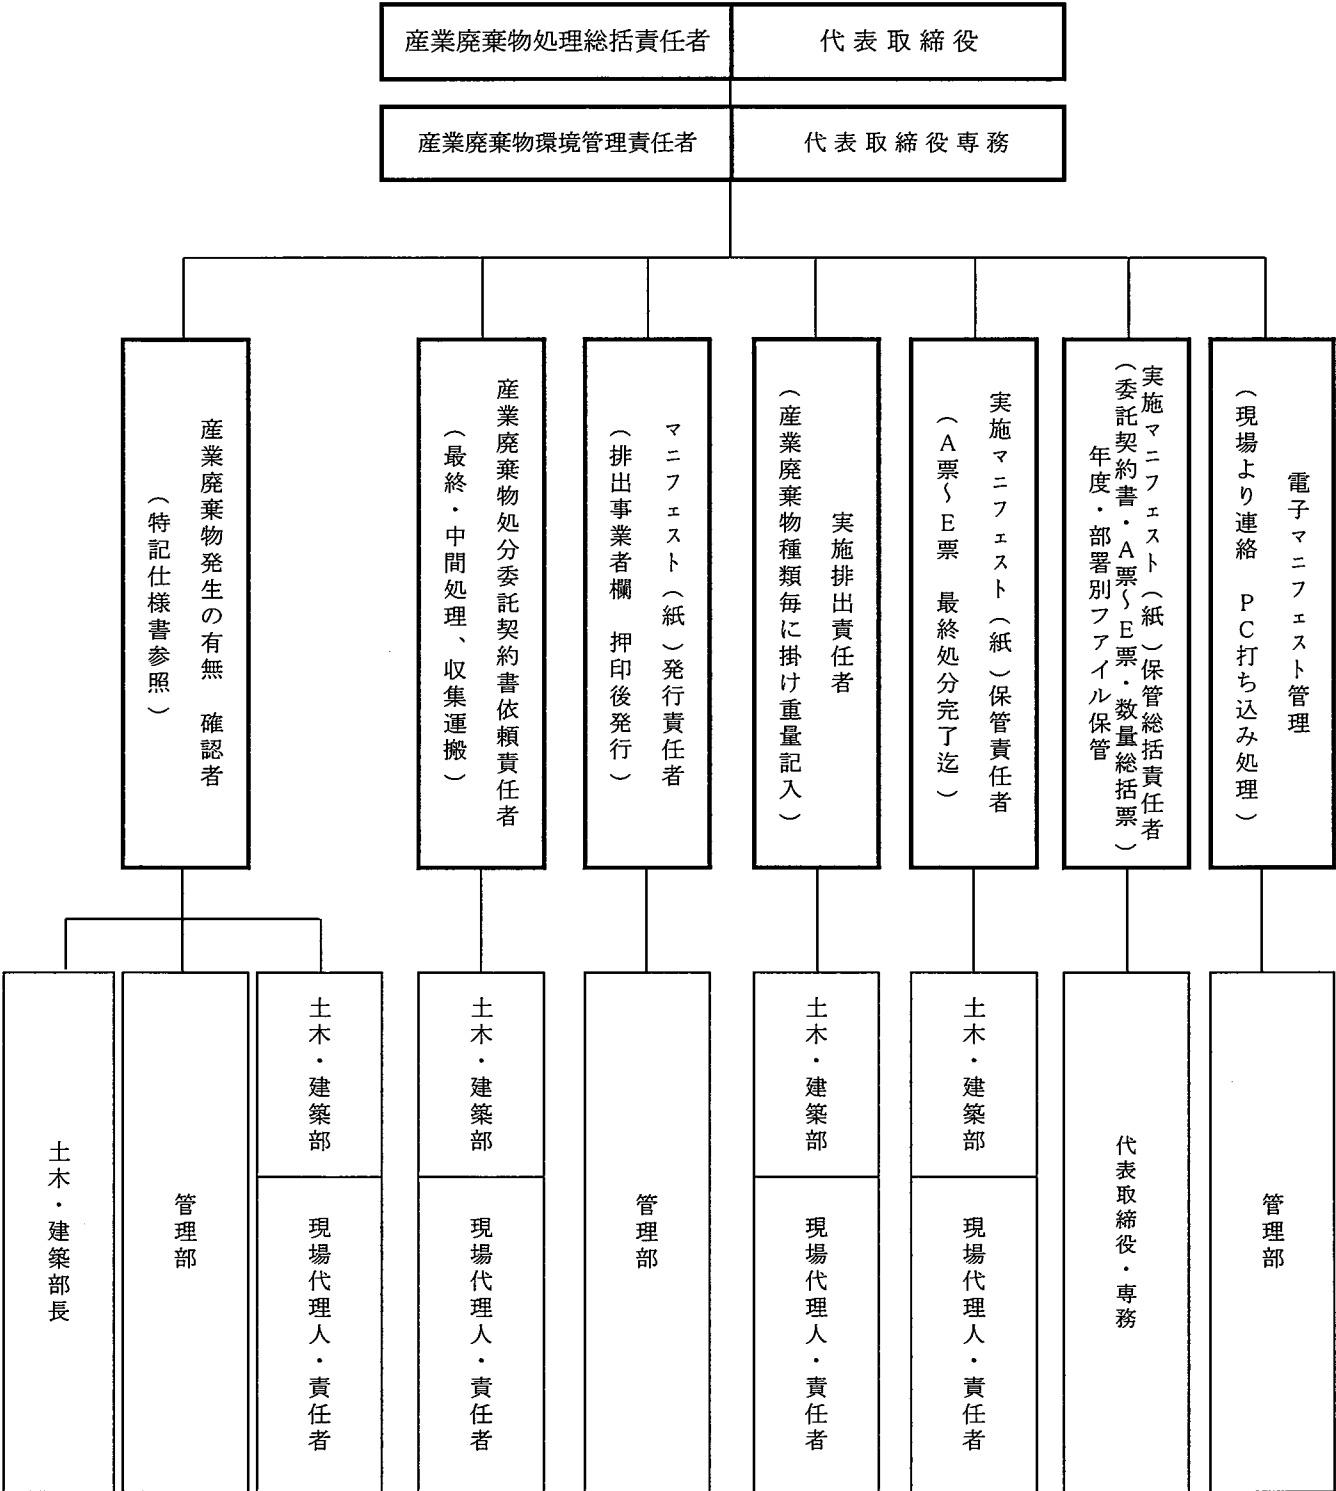 産業廃棄物処理総括責任者
代表取締役
産業廃棄物環境管理責任者
代表取締役専務
産業廃棄物発生の有無 確認者
(特記仕様書参照)
産業廃棄物処分委託契約書依頼責任者
(最終・中間処理、収集運搬)
マニフェスト(紙)発行責任者
(排出事業者欄 押印後発行)
実施排出責任者
(産業廃棄物種類毎に掛け重量記入)
実施マニフェスト(紙)保管責任者
(A票~E票 最終処分完了迄)
実施マニフェスト(紙)保管総括責任者
(委託契約書・A票~E票・数量総括票)
年度・部署別ファイル保管
電子マニフェスト管理
(現場より連絡 PC打ち込み処理)
土木・建築部長
管理部
土木・建築部
現場代理人・責任者
土木・建築部
現場代理人・責任者
管理部
土木・建築部
現場代理人・責任者
土木・建築部
現場代理人・責任者
代表取締役・専務
管理部